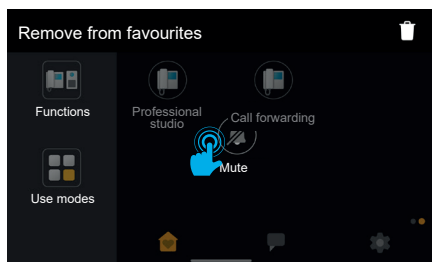 Remove from favourites
Functions
Professional
studio
Call forwarding
Mute
Use modes